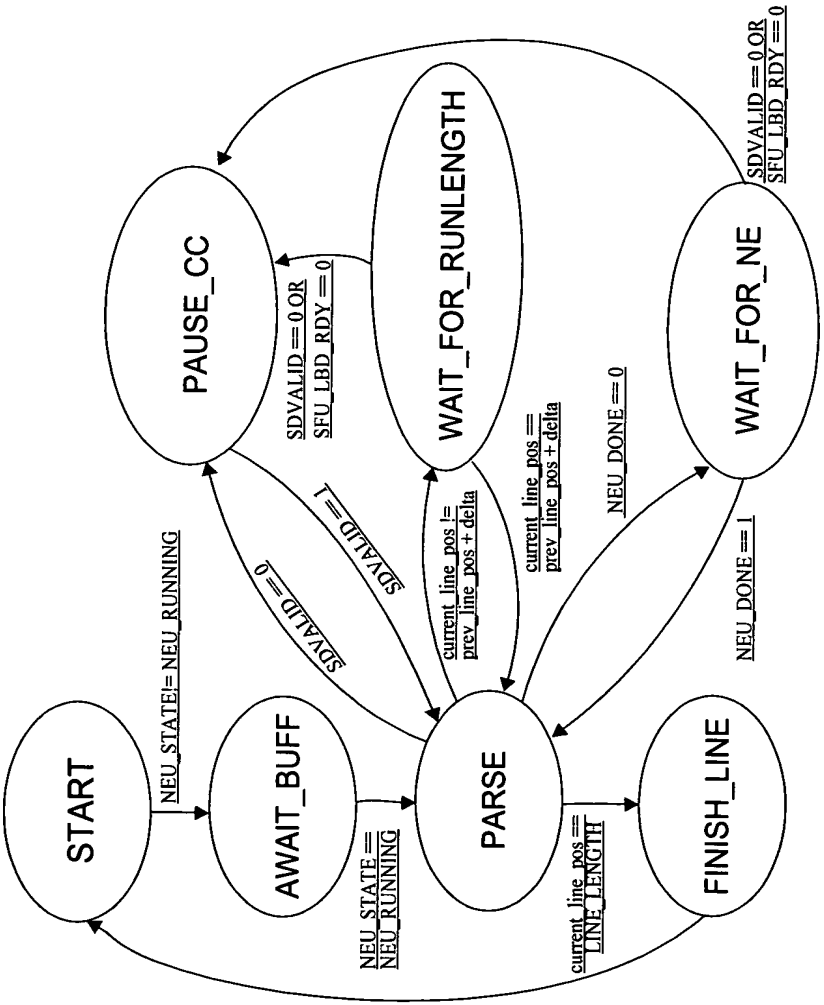 START
NEU_STATE!= NEU_RUNNING
AWAIT_BUFF
NEU_STATE ==
NEU_RUNNING
PARSE
current_line_pos ==
LINE_LENGTH
FINISH_LINE
PAUSE_CC
SDVALID == 0
SDVALID == 1
SDVALID == 0 OR
SFU_LBD_RDY == 0
WAIT_FOR_RUNLENGTH
current_line_pos !=
prev_line_pos + delta
current_line_pos ==
prev_line_pos + delta
NEU_DONE == 0
NEU_DONE == 1
WAIT_FOR_NE
SDVALID == 0 OR
SFU_LBD_RDY == 0